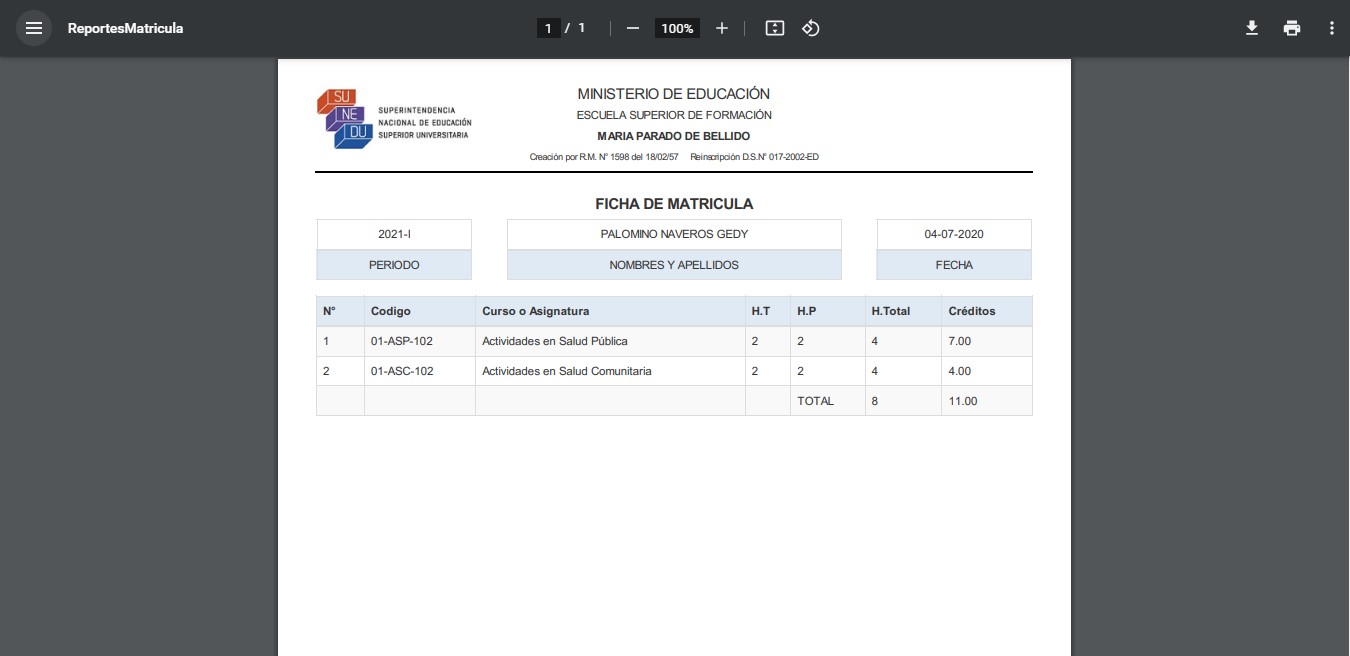 ReportesMatricula
1 / 1
100%
SU
NE
DU
SUPERINTENDENCIA
NACIONAL DE EDUCACIÓN
SUPERIOR UNIVERSITARIA
MINISTERIO DE EDUCACIÓN
ESCUELA SUPERIOR DE FORMACIÓN
MARIA PARADO DE BELLIDO
Creación por R.M. N° 1598 del 18/02/57 Reinscripción D.S.N° 017-2002-ED
FICHA DE MATRICULA
2021-I PALOMINO NAVEROS GEDY 04-07-2020
PERIODO NOMBRES Y APELLIDOS FECHA
N° Codigo Curso o Asignatura H.T H.P H.Total Créditos
1 01-ASP-102 Actividades en Salud Pública 2 2 4 7.00
2 01-ASC-102 Actividades en Salud Comunitaria 2 2 4 4.00
TOTAL 8 11.00